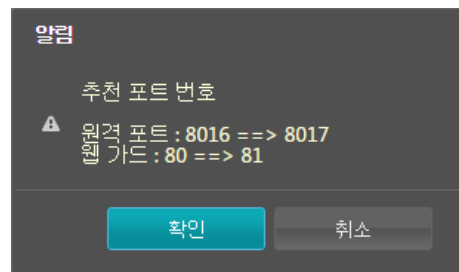 알림
추천 포트 번호
원격 포트 : 8016 ==> 8017
웹 가드 : 80 ==> 81
확인
취소